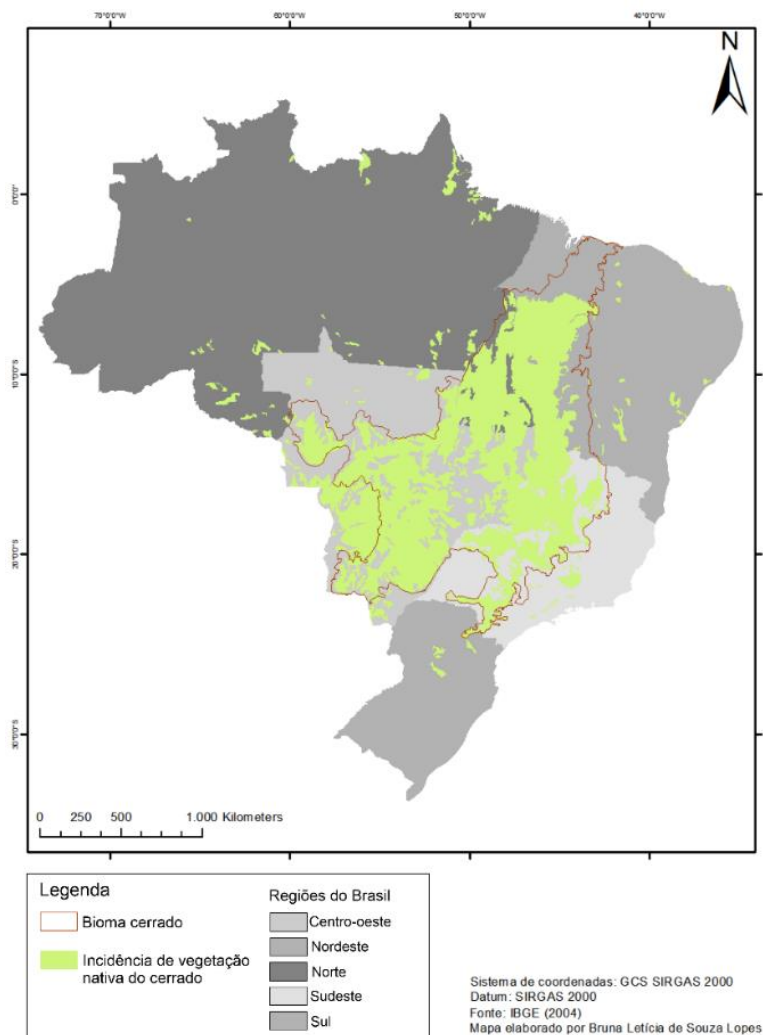 70°0'0"W 60°0'0"W 50°0'0"W 40°0'0"W
N
0°0'0"
10°0'0"S
20°0'0"S
30°0'0"S
0 250 500 1.000 Kilometers
Legenda
Bioma cerrado
Incidência de vegetação
nativa do cerrado
Regiões do Brasil
Centro-oeste
Nordeste
Norte
Sudeste
Sul
Sistema de coordenadas: GCS SIRGAS 2000
Datum: SIRGAS 2000
Fonte: IBGE (2004)
Mapa elaborado por Bruna Letícia de Souza Lopes